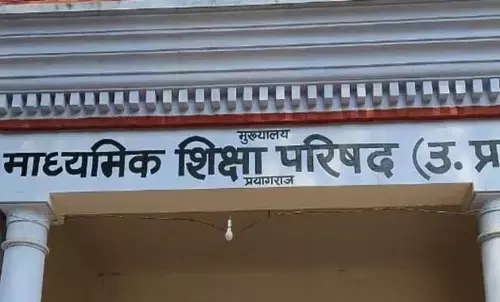 मुख्यालय
माध्यमिक शिक्षा परिषद (उ. प्र
प्रयागराज